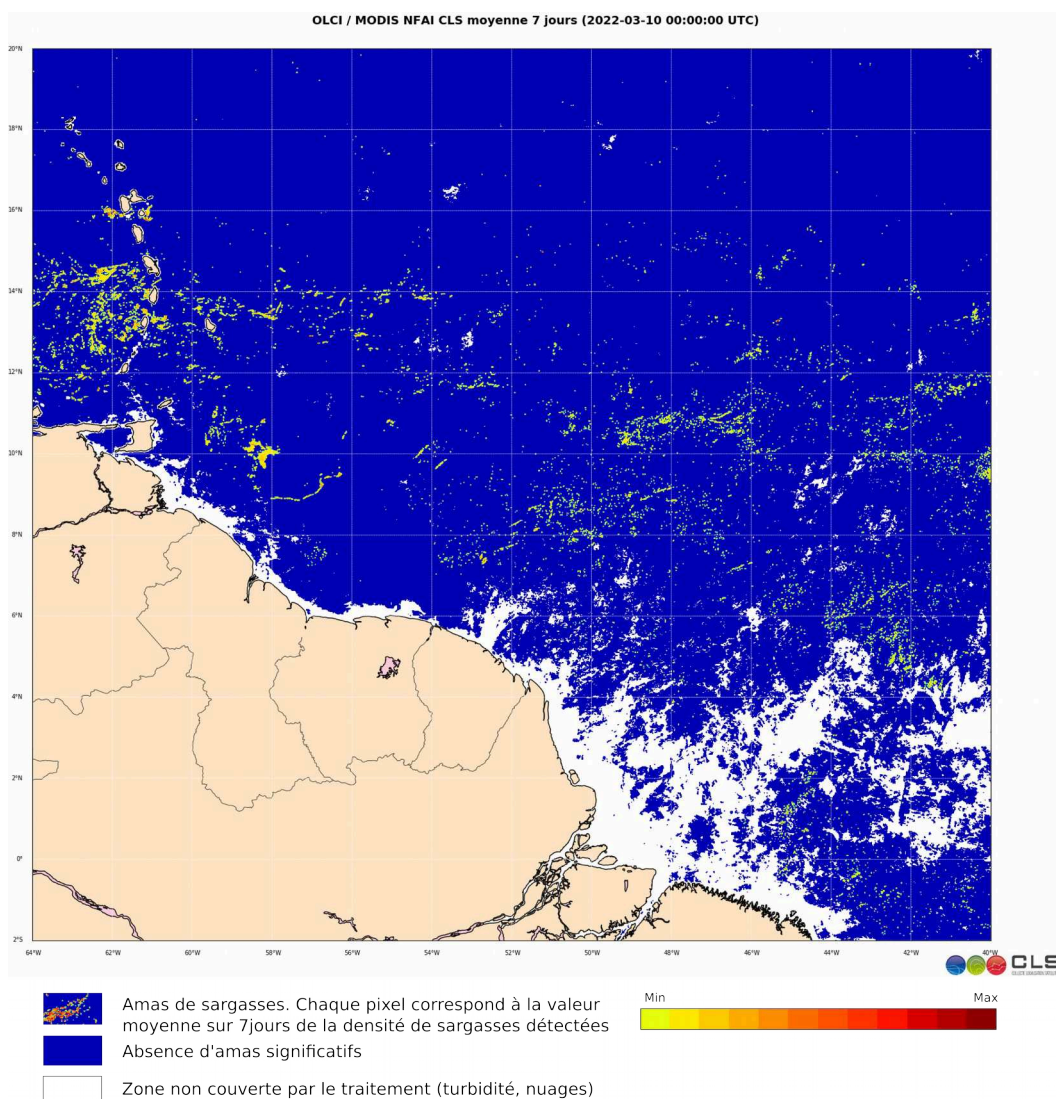 OLCI / MODIS NFAI CLS moyenne 7 jours (2022-03-10 00:00:00 UTC)
20°N
18°N
16°N
14°N
12°N
10°N
8°N
6°N
4°N
2°N
0°
2°S
64°W 62°W 60°W 58°W 56°W 54°W 52°W 50°W 48°W 46°W 44°W 42°W 40°W
CLS
Amas de sargasses. Chaque pixel correspond à la valeur
moyenne sur 7jours de la densité de sargasses détectées
Min Max
Absence d'amas significatifs
Zone non couverte par le traitement (turbidité, nuages)